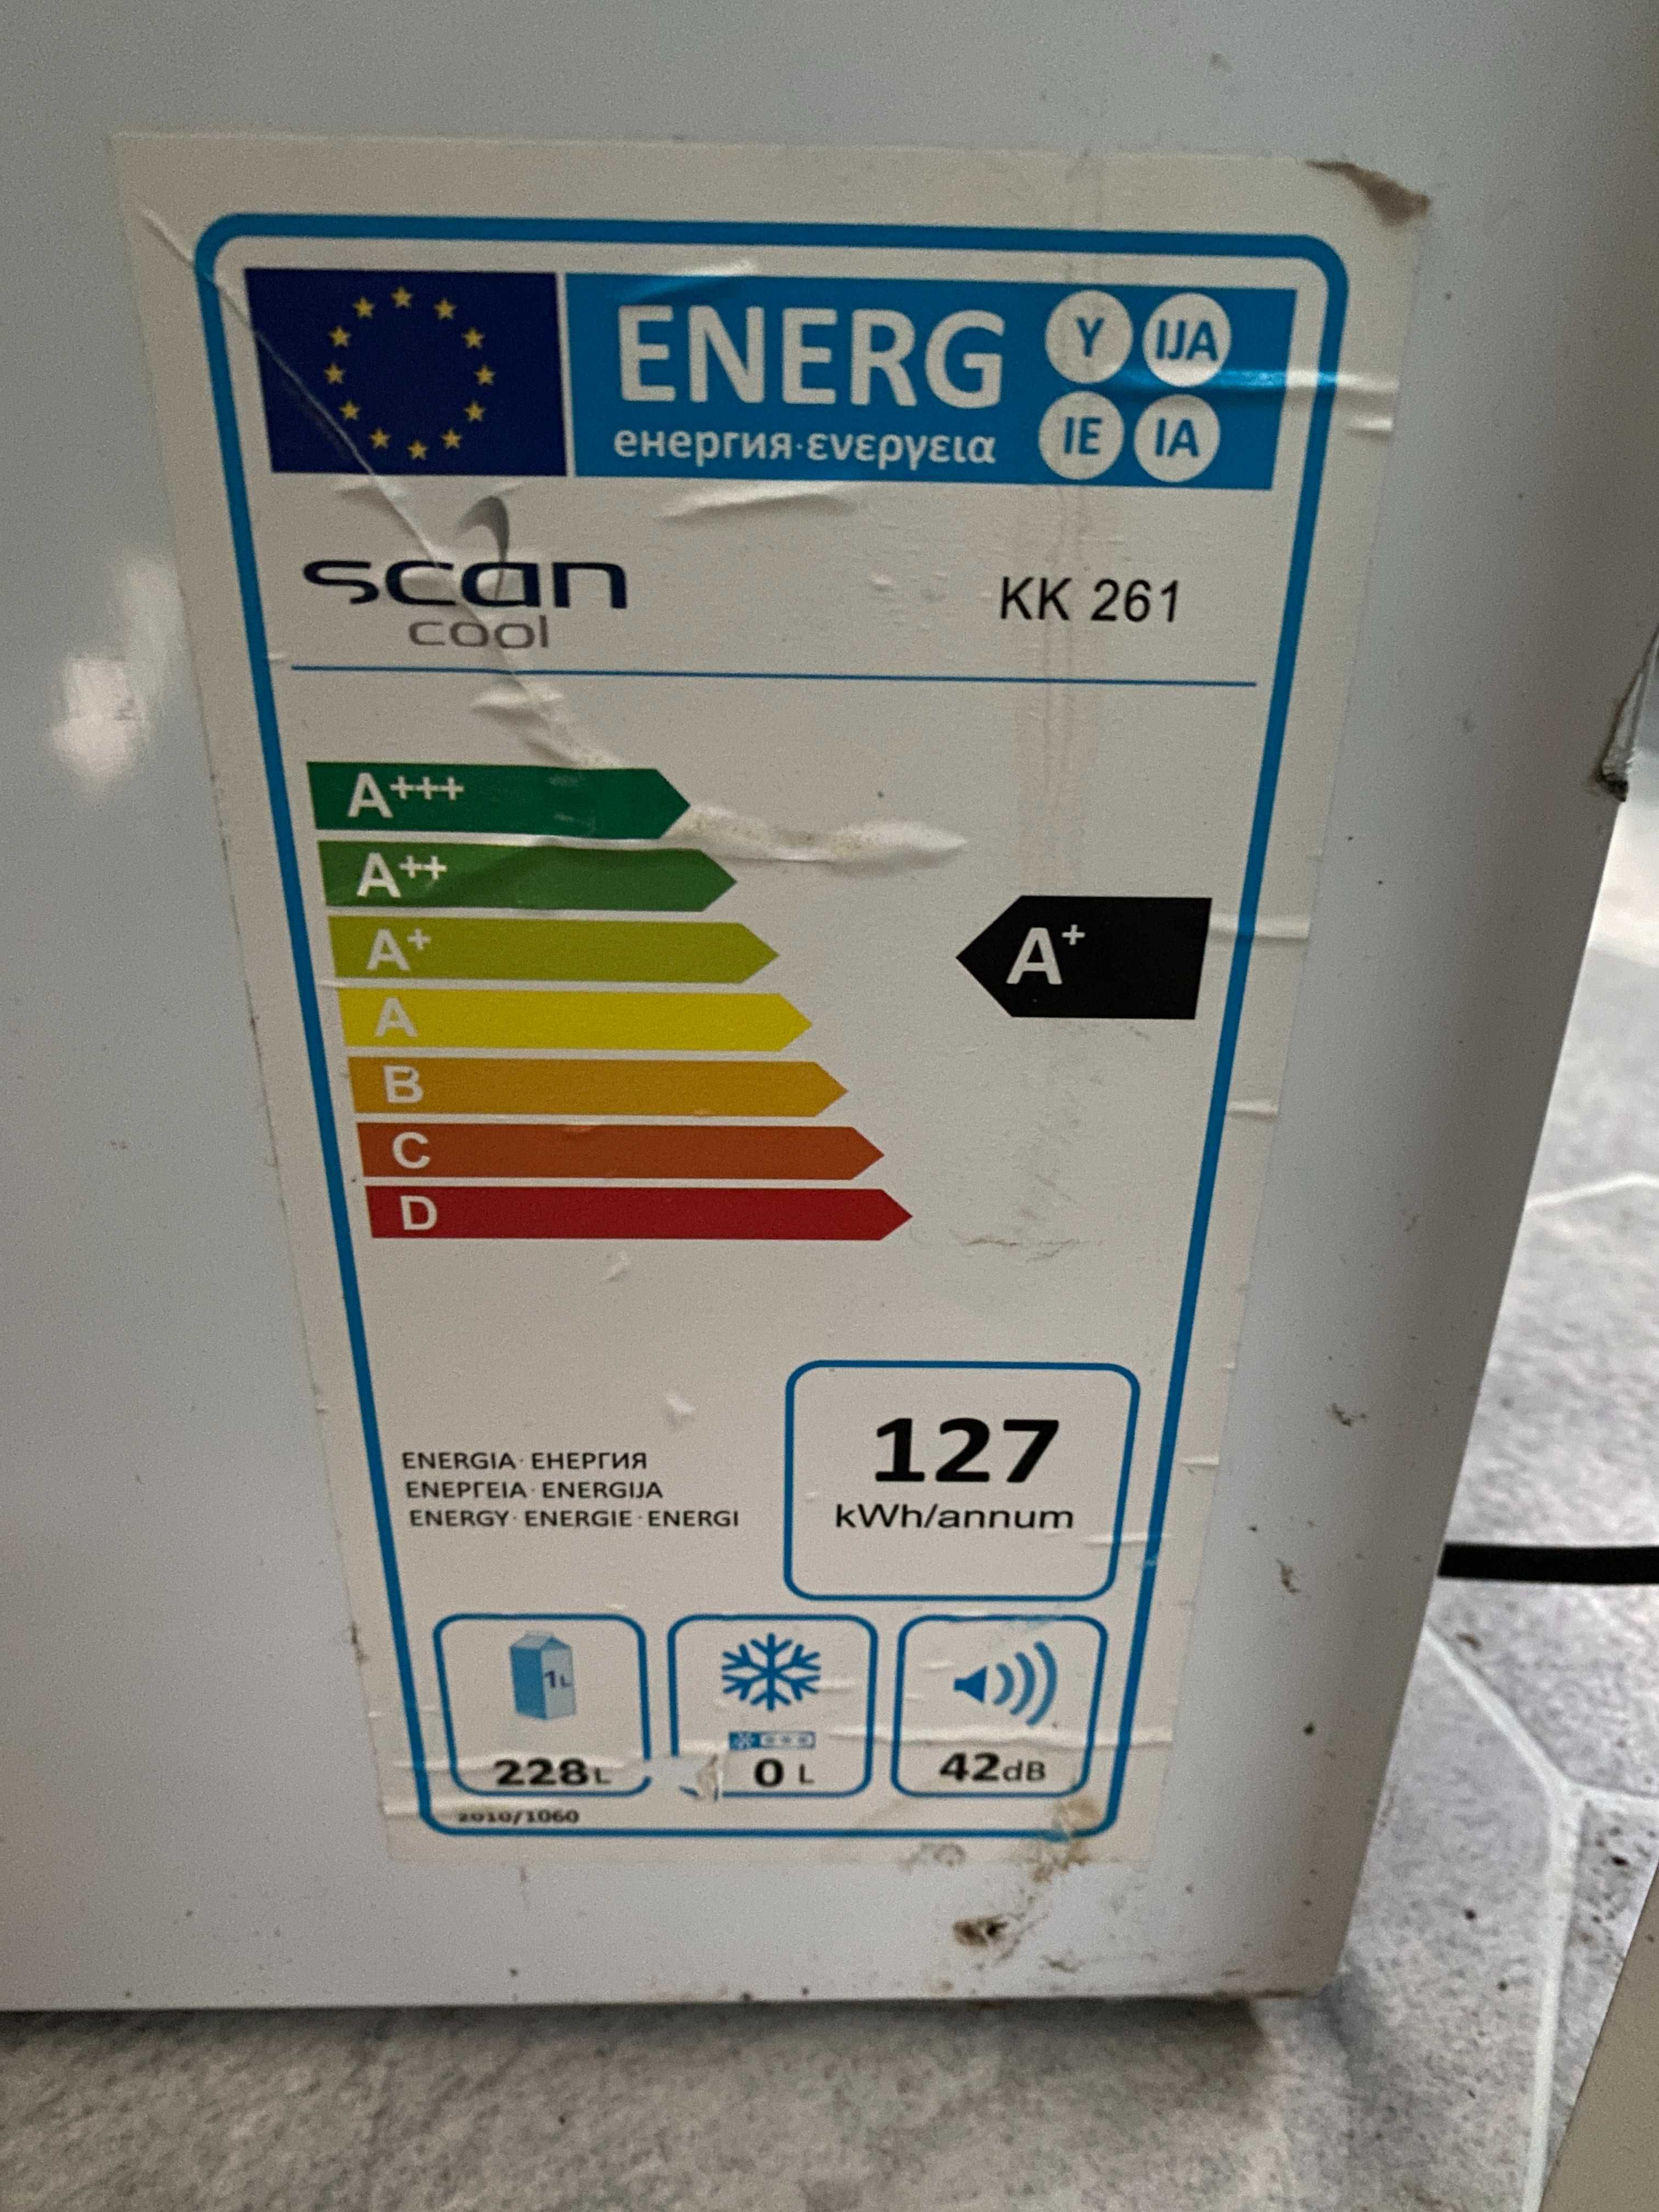 ENERG Y IJA
енергия·ενεργεια IE IA
scan
cool
KK 261
A+++
A++
A+
A+
A
B
C
D
127
kWh/annum
ENERGIA·ЕНЕРГИЯ
ΕΝΕΡΓΕΙΑ·ENERGIJA
ENERGY·ENERGIE·ENERGI
1L
228L
0 L
42dB
2010/1060